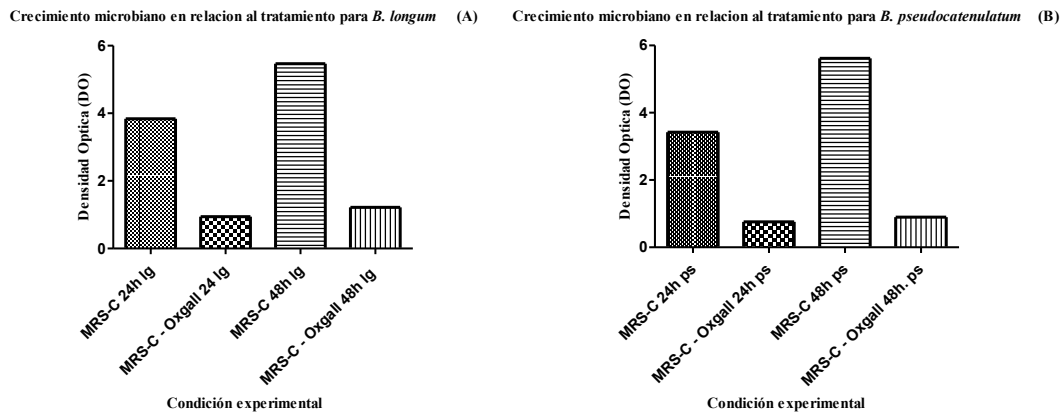 Crecimiento microbiano en relacion al tratamiento para B. longum (A)
Densidad Optica (DO)
6
4
2
0
MRS-C 24h lg
MRS-C - Oxgall 24 lg
MRS-C 48h lg
MRS-C - Oxgall 48h lg
Condición experimental
Crecimiento microbiano en relacion al tratamiento para B. pseudocatenulatum (B)
Densidad Optica (DO)
6
4
2
0
MRS-C 24h ps
MRS-C - Oxgall 24h ps
MRS-C 48h ps
MRS-C - Oxgall 48h. ps
Condición experimental